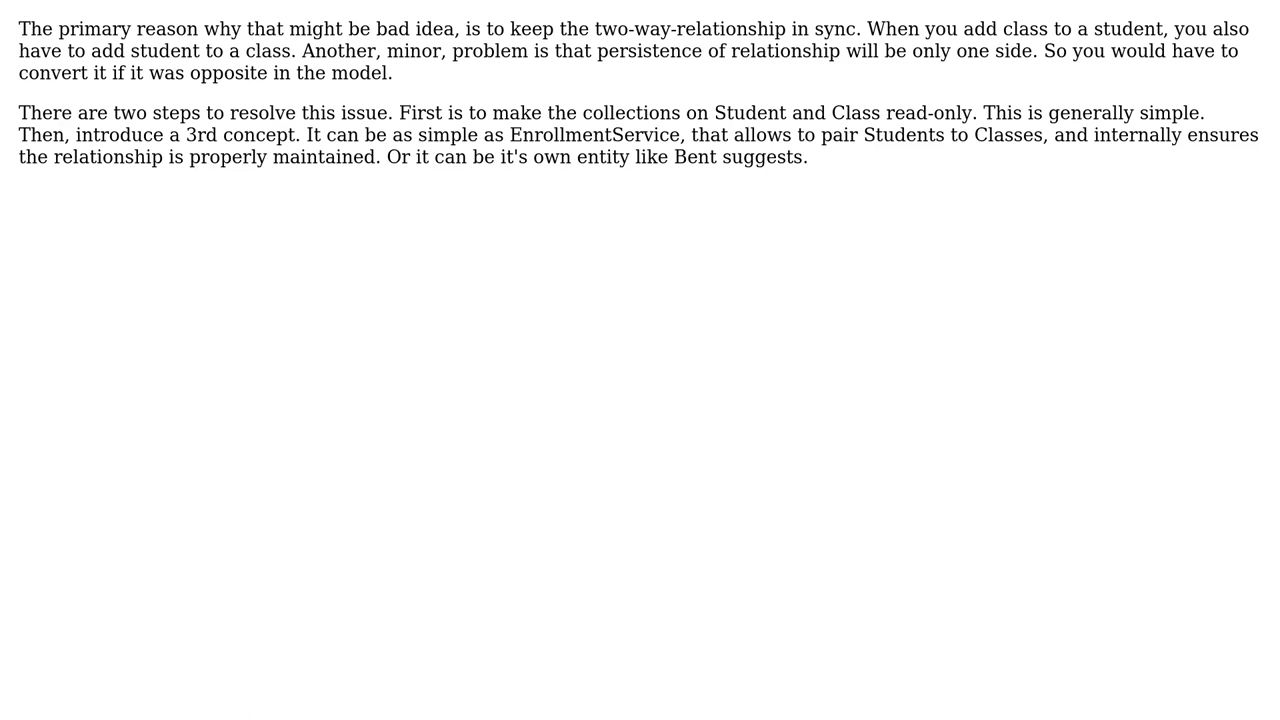 The primary reason why that might be bad idea, is to keep the two-way-relationship in sync. When you add class to a student, you also
have to add student to a class. Another, minor, problem is that persistence of relationship will be only one side. So you would have to
convert it if it was opposite in the model.
There are two steps to resolve this issue. First is to make the collections on Student and Class read-only. This is generally simple.
Then, introduce a 3rd concept. It can be as simple as EnrollmentService, that allows to pair Students to Classes, and internally ensures
the relationship is properly maintained. Or it can be it's own entity like Bent suggests.